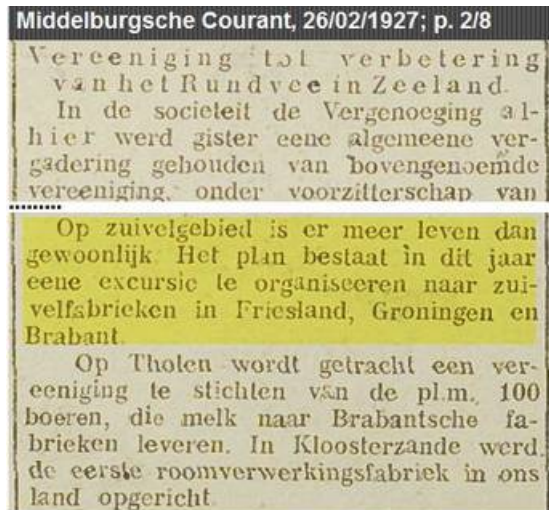 Middelburgsche Courant, 26/02/1927; p. 2/8
Vereeniging tot verbetering
van het Rundvee in Zeeland.
In de societeit de Vergenoeging al-
hier werd gister eene algemeene ver-
gadering gehouden van bovengenoemde
vereeniging, onder voorzitterschap van
Op zuivelgebied is er meer leven dan
gewoonlijk. Het plan bestaat in dit jaar
eene excursie te organiseeren naar zui-
velfabrieken in Friesland, Groningen en
Brabant.
Op Tholen wordt getracht een ver-
eeniging te stichten van de pl.m. 100
boeren, die melk naar Brabantsche fa-
brieken leveren. In Kloosterzande werd
de eerste roomverwerkingsfabriek in ons
land opgericht.